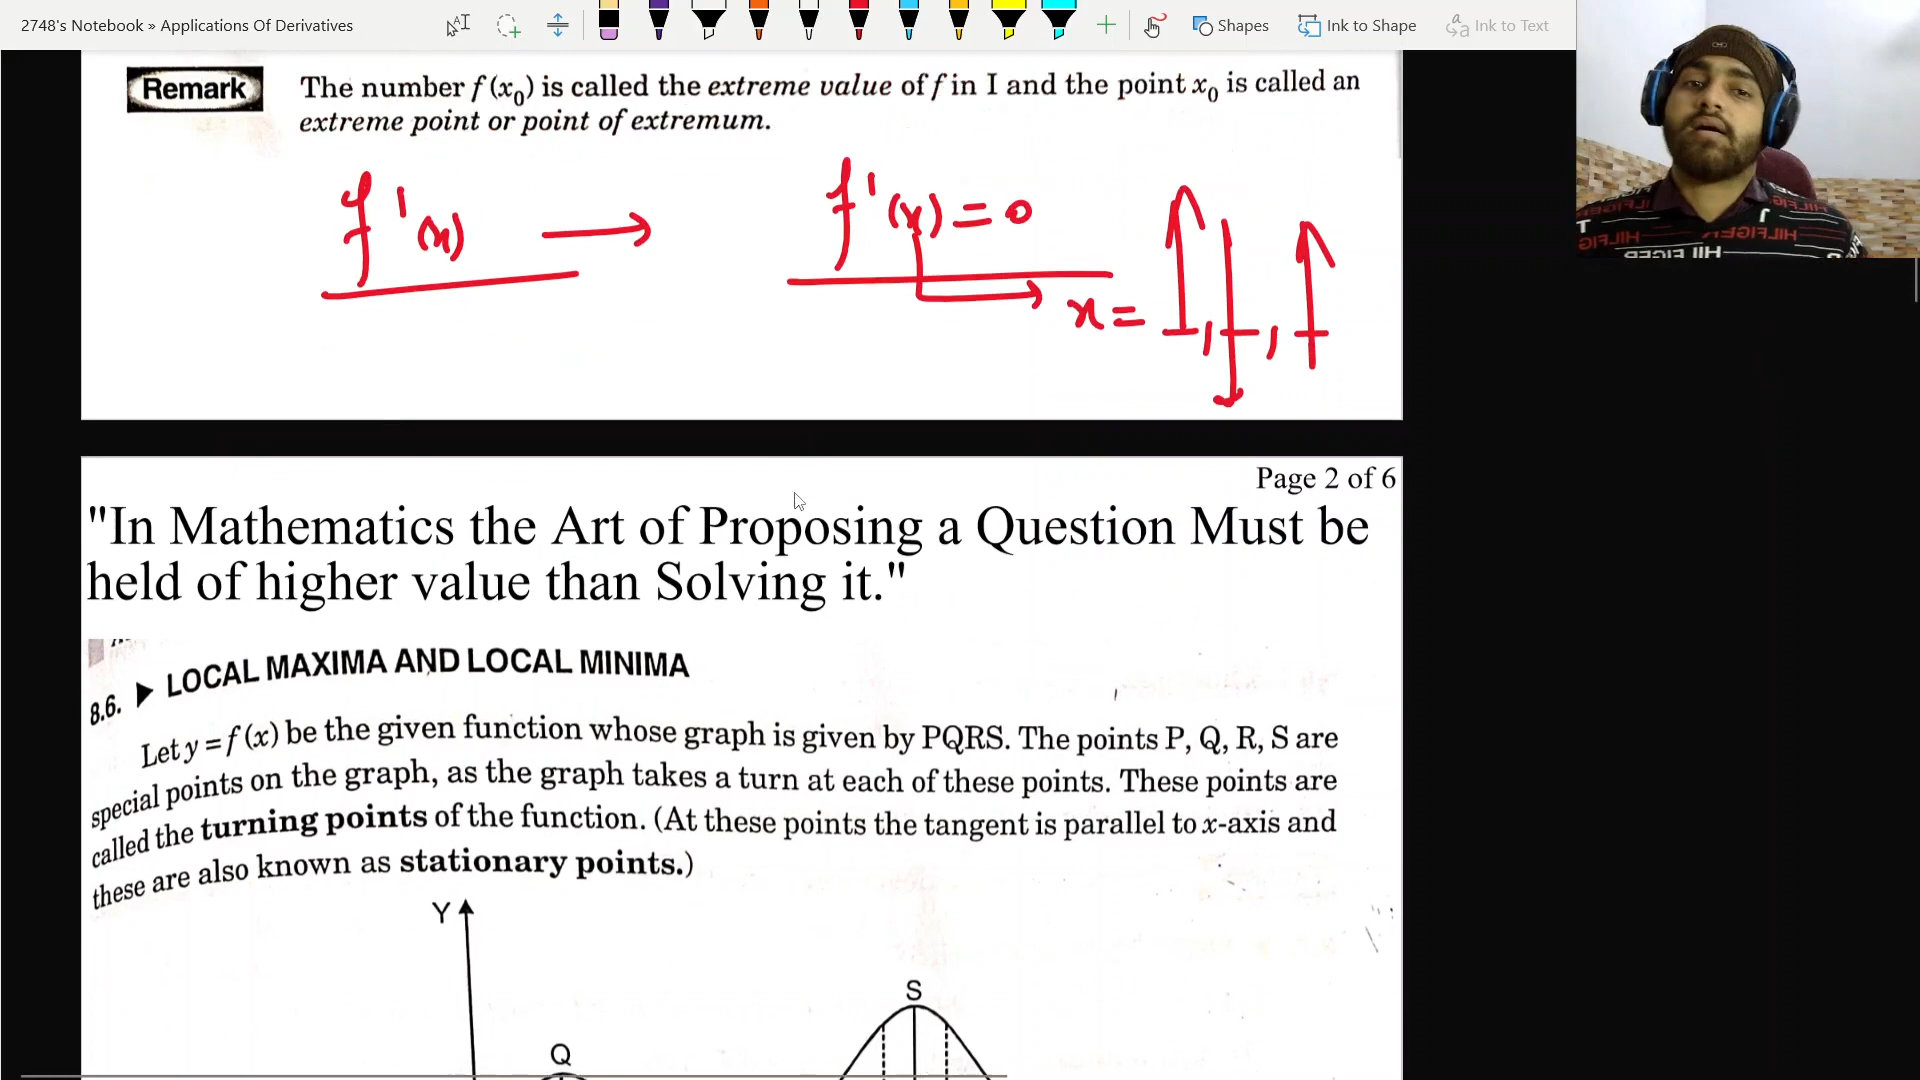 2748's Notebook » Applications Of Derivatives
Shapes
Ink to Shape
Ink to Text
Remark
The number f (x₀) is called the extreme value of f in I and the point x₀ is called an
extreme point or point of extremum.
f'(x) → f'(x) = 0
x =
Page 2 of 6
"In Mathematics the Art of Proposing a Question Must be
held of higher value than Solving it."
8.6. ▶ LOCAL MAXIMA AND LOCAL MINIMA
Let y = f (x) be the given function whose graph is given by PQRS. The points P, Q, R, S are
special points on the graph, as the graph takes a turn at each of these points. These points are
called the turning points of the function. (At these points the tangent is parallel to x-axis and
these are also known as stationary points.)
Y
S
Q